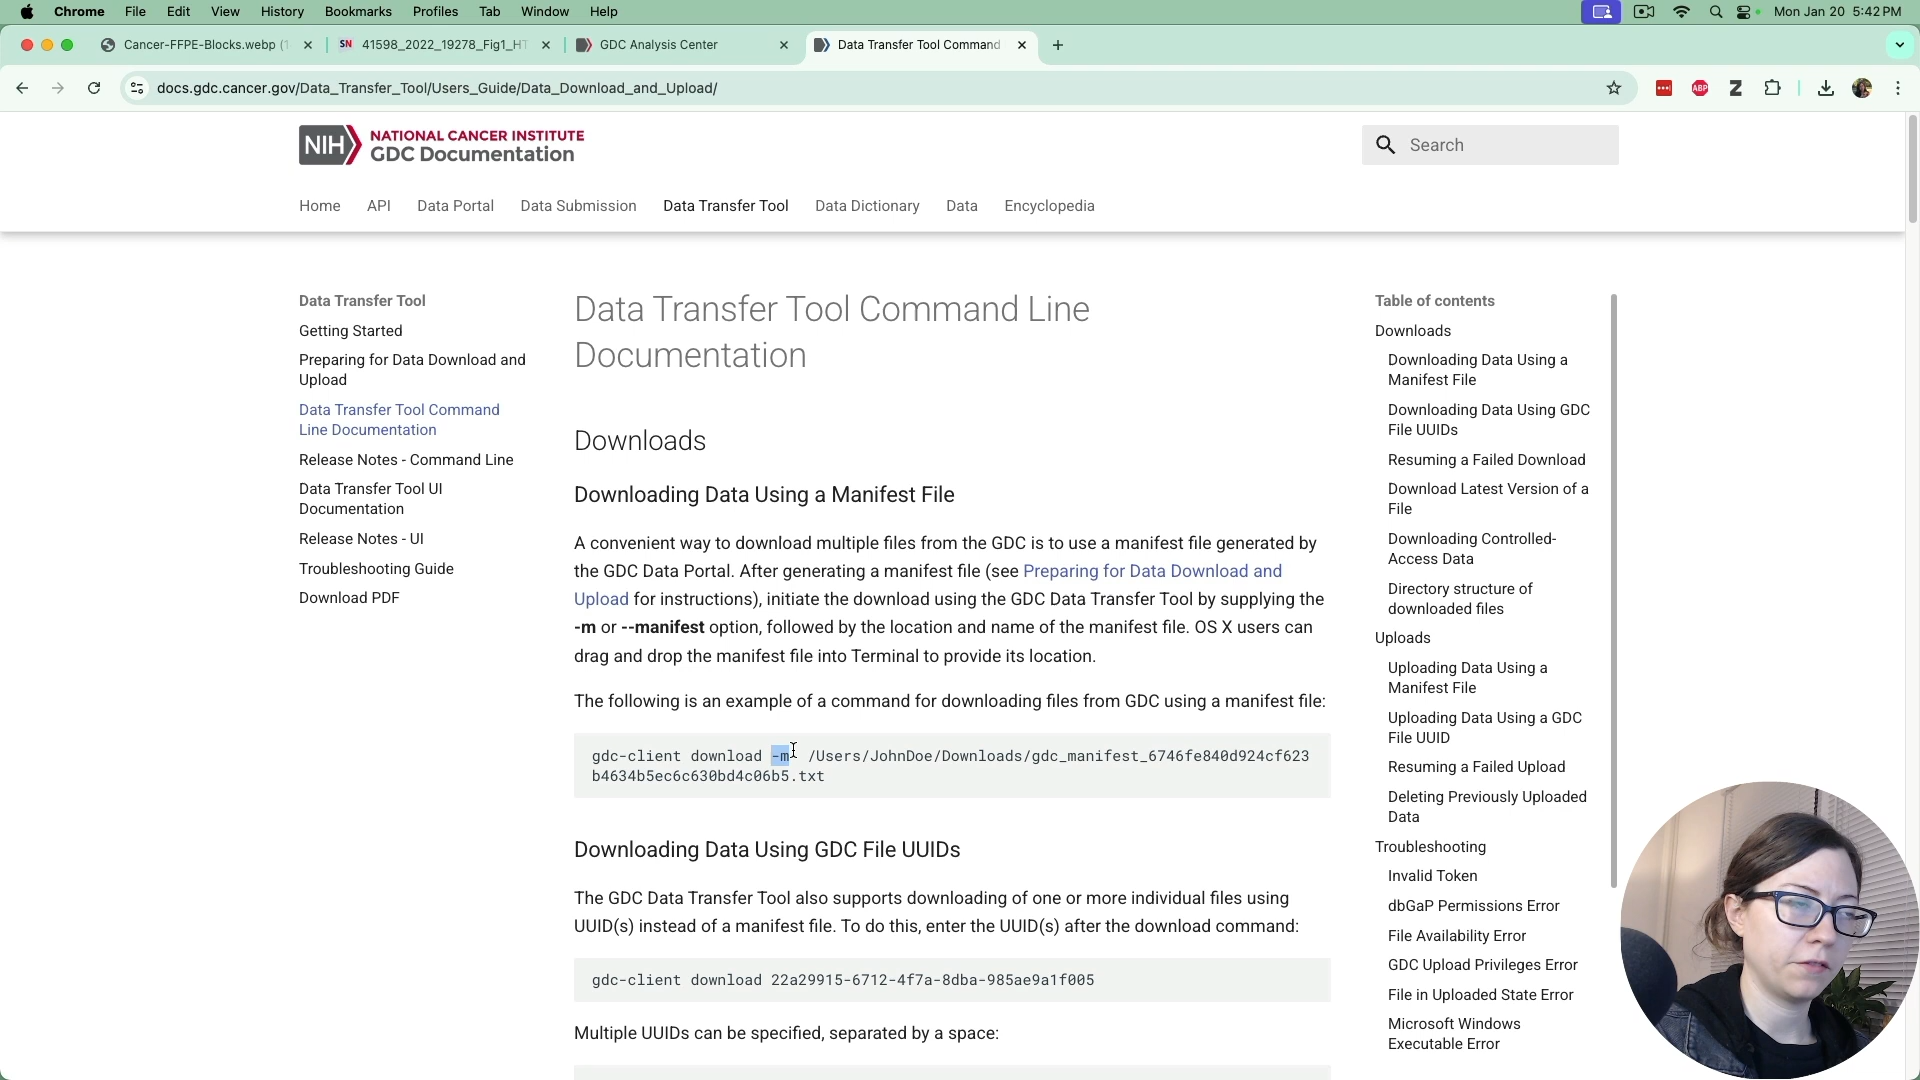 Chrome File Edit View History Bookmarks Profiles Tab Window Help Mon Jan 20 5:42 PM
Cancer-FFPE-Blocks.webp (1 SN 41598_2022_19278_Fig1_HT GDC Analysis Center Data Transfer Tool Command
docs.gdc.cancer.gov/Data_Transfer_Tool/Users_Guide/Data_Download_and_Upload/ ABP Z
NIH NATIONAL CANCER INSTITUTE
GDC Documentation
Search
Home API Data Portal Data Submission Data Transfer Tool Data Dictionary Data Encyclopedia
Data Transfer Tool
Getting Started
Preparing for Data Download and
Upload
Data Transfer Tool Command
Line Documentation
Release Notes - Command Line
Data Transfer Tool UI
Documentation
Release Notes - UI
Troubleshooting Guide
Download PDF
Data Transfer Tool Command Line
Documentation
Downloads
Downloading Data Using a Manifest File
A convenient way to download multiple files from the GDC is to use a manifest file generated by
the GDC Data Portal. After generating a manifest file (see Preparing for Data Download and
Upload for instructions), initiate the download using the GDC Data Transfer Tool by supplying the
-m or --manifest option, followed by the location and name of the manifest file. OS X users can
drag and drop the manifest file into Terminal to provide its location.
The following is an example of a command for downloading files from GDC using a manifest file:
gdc-client download -m /Users/JohnDoe/Downloads/gdc_manifest_6746fe840d924cf623
b4634b5ec6c630bd4c06b5.txt
Downloading Data Using GDC File UUIDs
The GDC Data Transfer Tool also supports downloading of one or more individual files using
UUID(s) instead of a manifest file. To do this, enter the UUID(s) after the download command:
gdc-client download 22a29915-6712-4f7a-8dba-985ae9a1f005
Multiple UUIDs can be specified, separated by a space:
Table of contents
Downloads
Downloading Data Using a
Manifest File
Downloading Data Using GDC
File UUIDs
Resuming a Failed Download
Download Latest Version of a
File
Downloading Controlled-
Access Data
Directory structure of
downloaded files
Uploads
Uploading Data Using a
Manifest File
Uploading Data Using a GDC
File UUID
Resuming a Failed Upload
Deleting Previously Uploaded
Data
Troubleshooting
Invalid Token
dbGaP Permissions Error
File Availability Error
GDC Upload Privileges Error
File in Uploaded State Error
Microsoft Windows
Executable Error